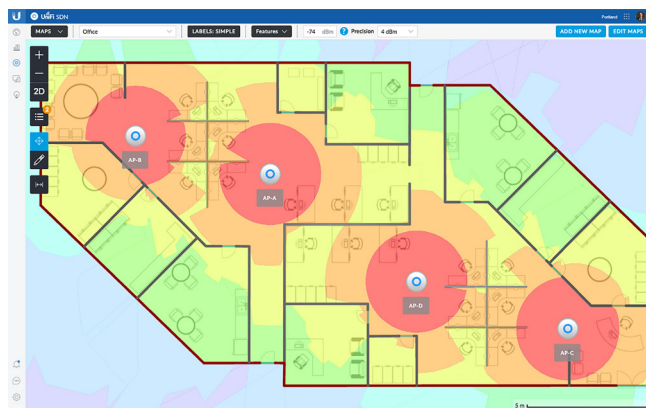 U UniFi SDN Portland
MAPS Office LABELS: SIMPLE Features -74 dBm ? Precision 4 dBm ADD NEW MAP EDIT MAPS
2D
AP-B
AP-A
AP-D
AP-C
5 m